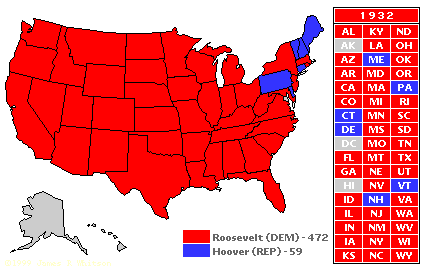 1932
AL KY ND
AK LA OH
AZ ME OK
AR MD OR
CA MA PA
CO MI RI
CT MN SC
DE MS SD
DC MO TN
FL MT TX
GA NE UT
HI NV VT
ID NH VA
IL NJ WA
IN NM WV
IA NY WI
KS NC WY
Roosevelt (DEM) - 472
Hoover (REP) - 59